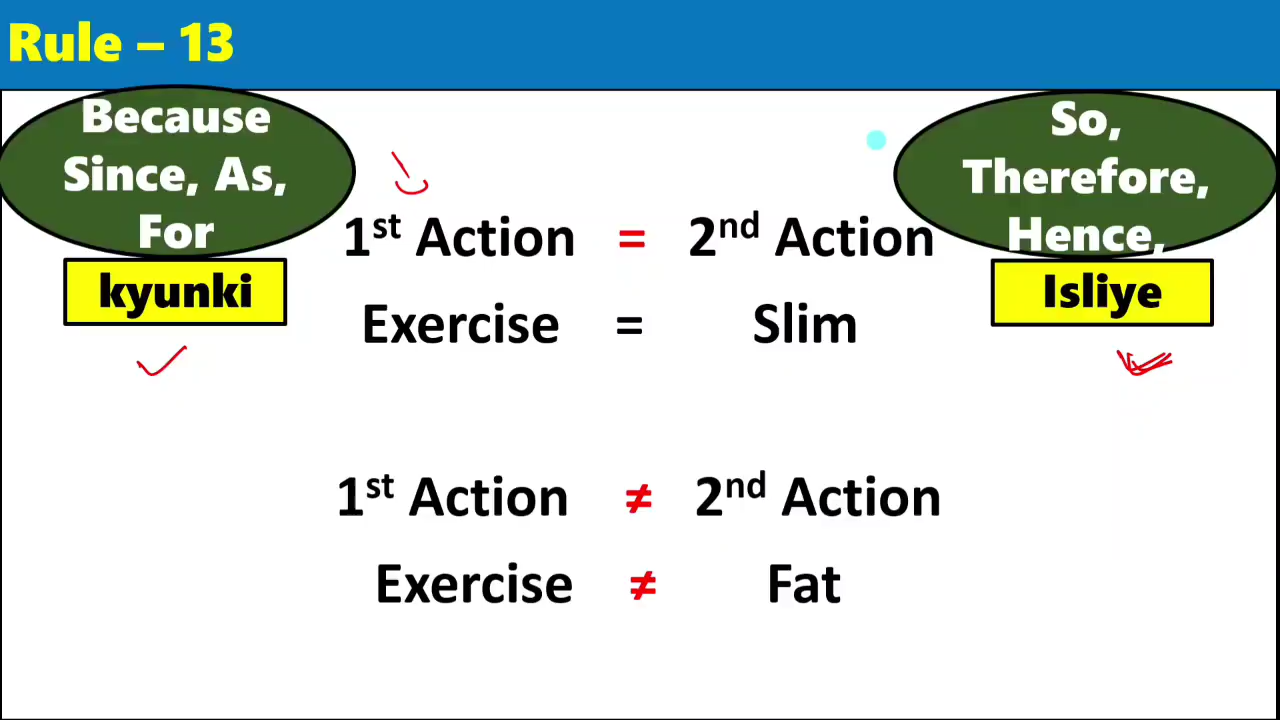 Rule – 13
Because
Since, As,
For
kyunki
So,
Therefore,
Hence,
Isliye
1st Action = 2nd Action
Exercise = Slim
1st Action ≠ 2nd Action
Exercise ≠ Fat